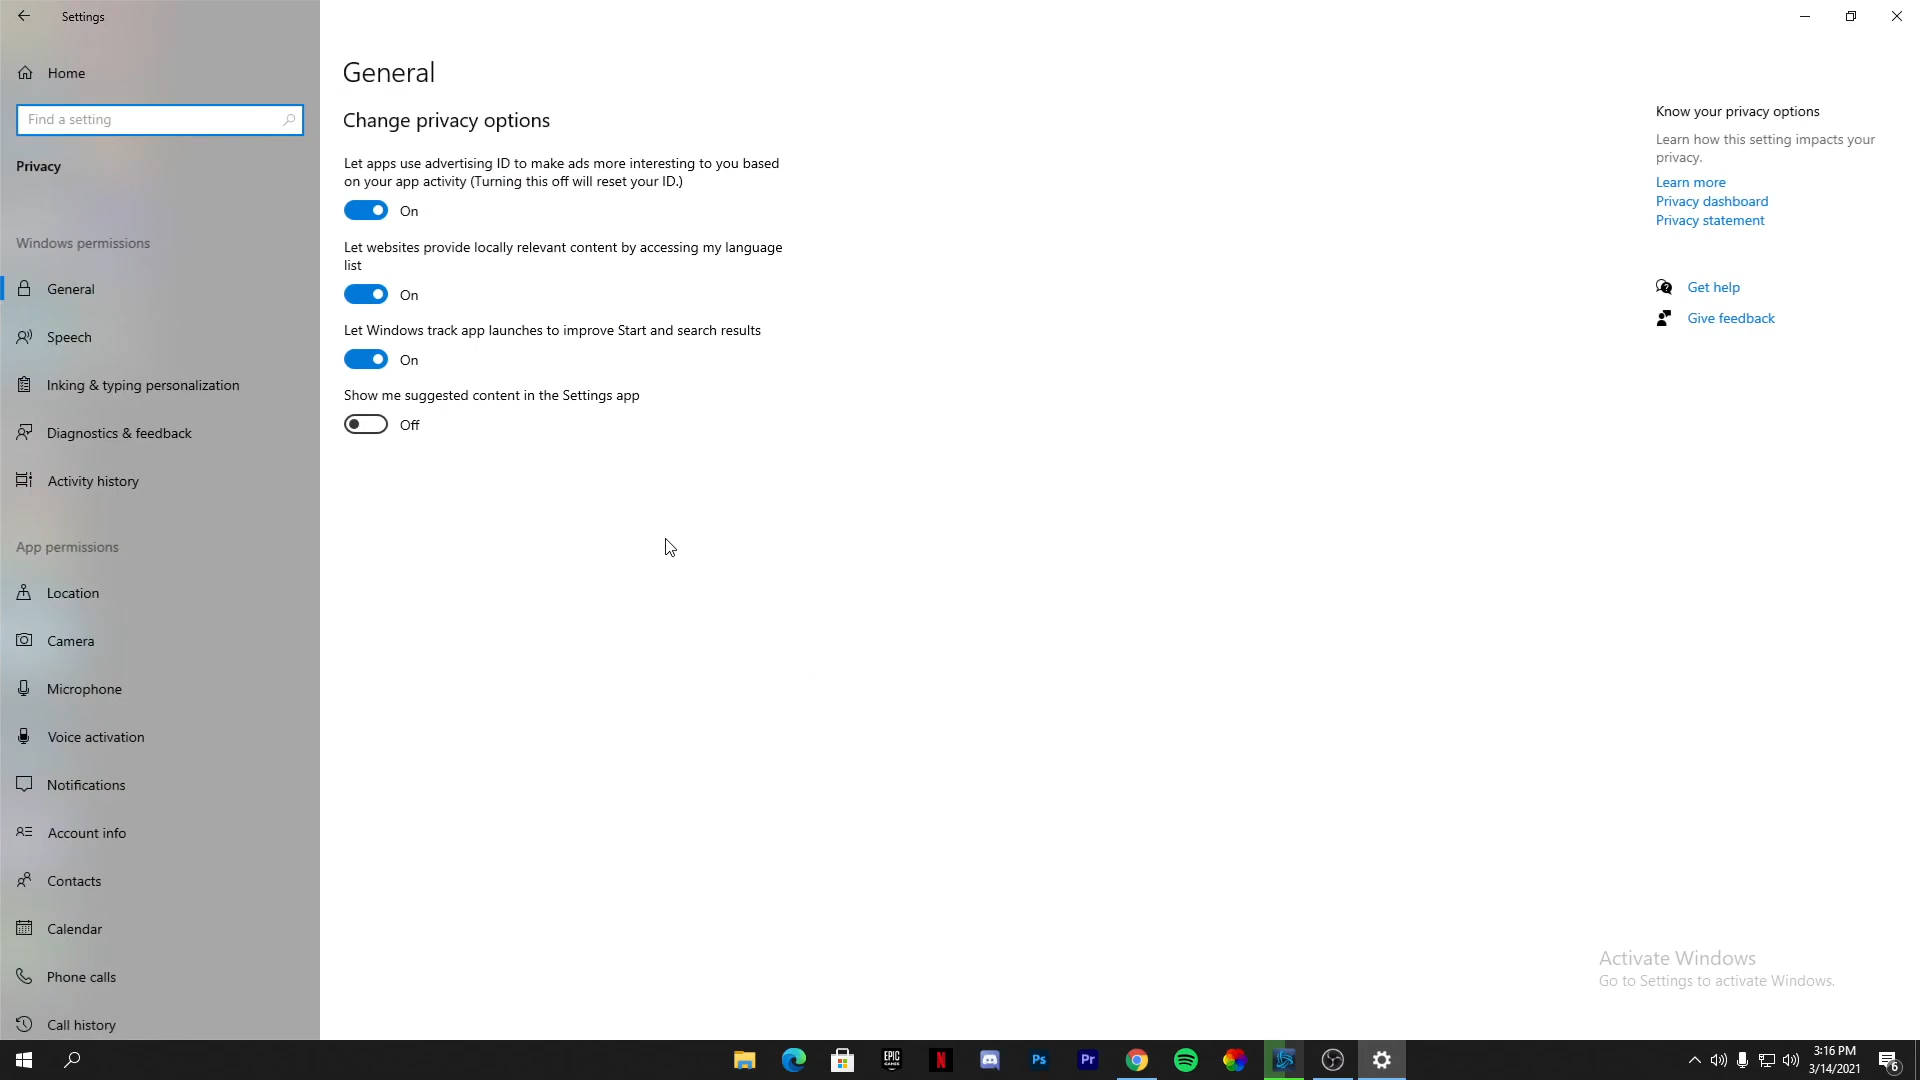 Settings
Home
Find a setting
Privacy
Windows permissions
General
Speech
Inking & typing personalization
Diagnostics & feedback
Activity history
App permissions
Location
Camera
Microphone
Voice activation
Notifications
Account info
Contacts
Calendar
Phone calls
Call history
General
Change privacy options
Let apps use advertising ID to make ads more interesting to you based
on your app activity (Turning this off will reset your ID.)
On
Let websites provide locally relevant content by accessing my language
list
On
Let Windows track app launches to improve Start and search results
On
Show me suggested content in the Settings app
Off
Know your privacy options
Learn how this setting impacts your
privacy.
Learn more
Privacy dashboard
Privacy statement
Get help
Give feedback
Activate Windows
Go to Settings to activate Windows.
EPIC
GAMES
N
Ps
Pr
3:16 PM
3/14/2021
6